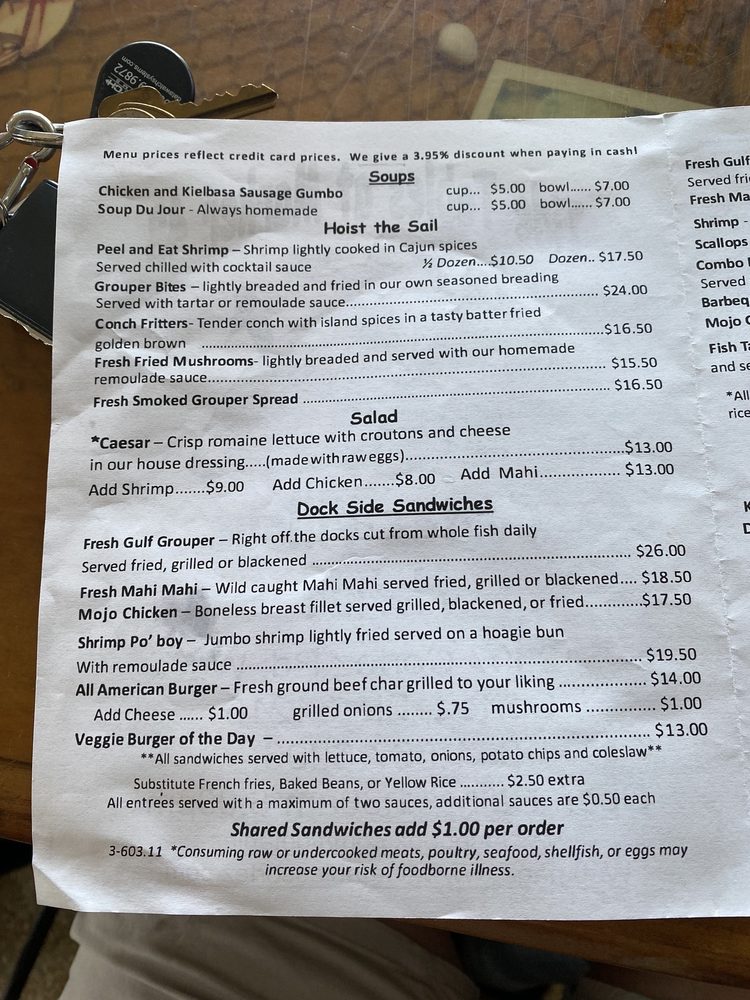 9872
Menu prices reflect credit card prices. We give a 3.95% discount when paying in cash!
Soups
Chicken and Kielbasa Sausage Gumbo cup... $5.00 bowl...... $7.00
Soup Du Jour - Always homemade cup... $5.00 bowl...... $7.00
Hoist the Sail
Peel and Eat Shrimp – Shrimp lightly cooked in Cajun spices
Served chilled with cocktail sauce ½ Dozen....$10.50 Dozen.. $17.50
Grouper Bites – lightly breaded and fried in our own seasoned breading
Served with tartar or remoulade sauce............................................................ $24.00
Conch Fritters- Tender conch with island spices in a tasty batter fried
golden brown ................................................................................$16.50
Fresh Fried Mushrooms- lightly breaded and served with our homemade
remoulade sauce................................................................................ $15.50
Fresh Smoked Grouper Spread ............................................................ $16.50
Salad
*Caesar – Crisp romaine lettuce with croutons and cheese
in our house dressing.....(made with raw eggs)............................................$13.00
Add Shrimp.......$9.00 Add Chicken.......$8.00 Add Mahi.................. $13.00
Dock Side Sandwiches
Fresh Gulf Grouper – Right off.the docks cut from whole fish daily
Served fried, grilled or blackened ................................................................ $26.00
Fresh Mahi Mahi – Wild caught Mahi Mahi served fried, grilled or blackened.... $18.50
Mojo Chicken – Boneless breast fillet served grilled, blackened, or fried............$17.50
Shrimp Po' boy – Jumbo shrimp lightly fried served on a hoagie bun
With remoulade sauce ................................................................................ $19.50
All American Burger – Fresh ground beef char grilled to your liking .................. $14.00
Add Cheese ...... $1.00 grilled onions ........ $.75 mushrooms ............... $1.00
Veggie Burger of the Day – ................................................................................ $13.00
**All sandwiches served with lettuce, tomato, onions, potato chips and coleslaw**
Substitute French fries, Baked Beans, or Yellow Rice ........... $2.50 extra
All entrées served with a maximum of two sauces, additional sauces are $0.50 each
Shared Sandwiches add $1.00 per order
3-603.11 *Consuming raw or undercooked meats, poultry, seafood, shellfish, or eggs may
increase your risk of foodborne illness.
Fresh Gulf
Served fri
Fresh Ma
Shrimp -
Scallops
Combo
Served
Barbeq
Mojo
Fish Ta
and se
*All
rice